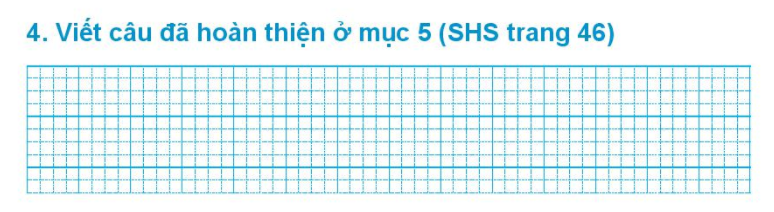 4. Viết câu đã hoàn thiện ở mục 5 (SHS trang 46)